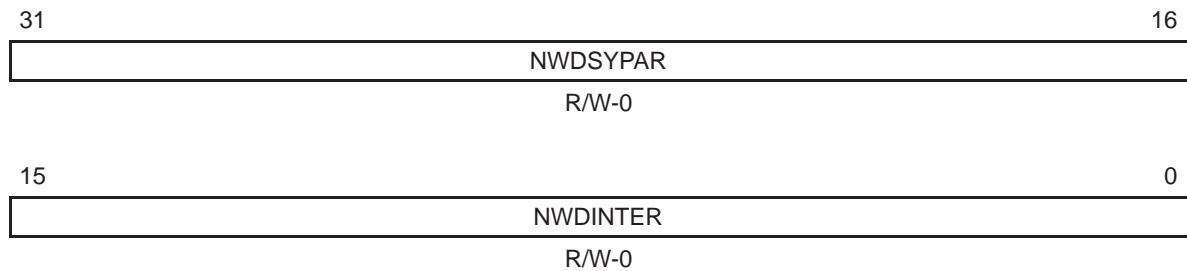 31 16
NWDSYPAR
R/W-0
15 0
NWDINTER
R/W-0